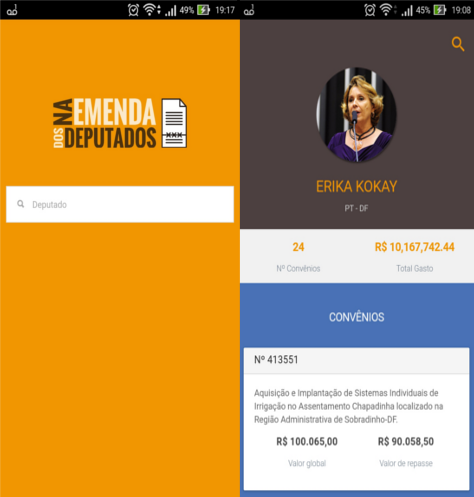 49% 19:17
NA EMENDA
DOS DEPUTADOS
Deputado
45% 19:08
ERIKA KOKAY
PT - DF
24
R$ 10,167,742.44
Nº Convênios
Total Gasto
CONVÊNIOS
Nº 413551
Aquisição e Implantação de Sistemas Individuais de
Irrigação no Assentamento Chapadinha localizado na
Região Administrativa de Sobradinho-DF.
R$ 100.065,00
R$ 90.058,50
Valor global
Valor de repasse